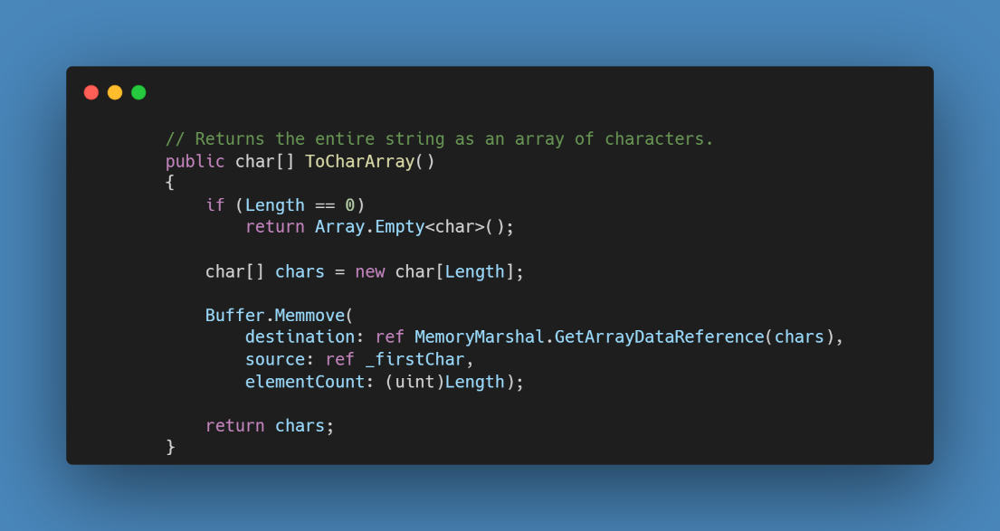 // Returns the entire string as an array of characters.
public char[] ToCharArray()
{
if (Length == 0)
return Array.Empty<char>();
char[] chars = new char[Length];
Buffer.Memmove(
destination: ref MemoryMarshal.GetArrayDataReference(chars),
source: ref _firstChar,
elementCount: (uint)Length);
return chars;
}